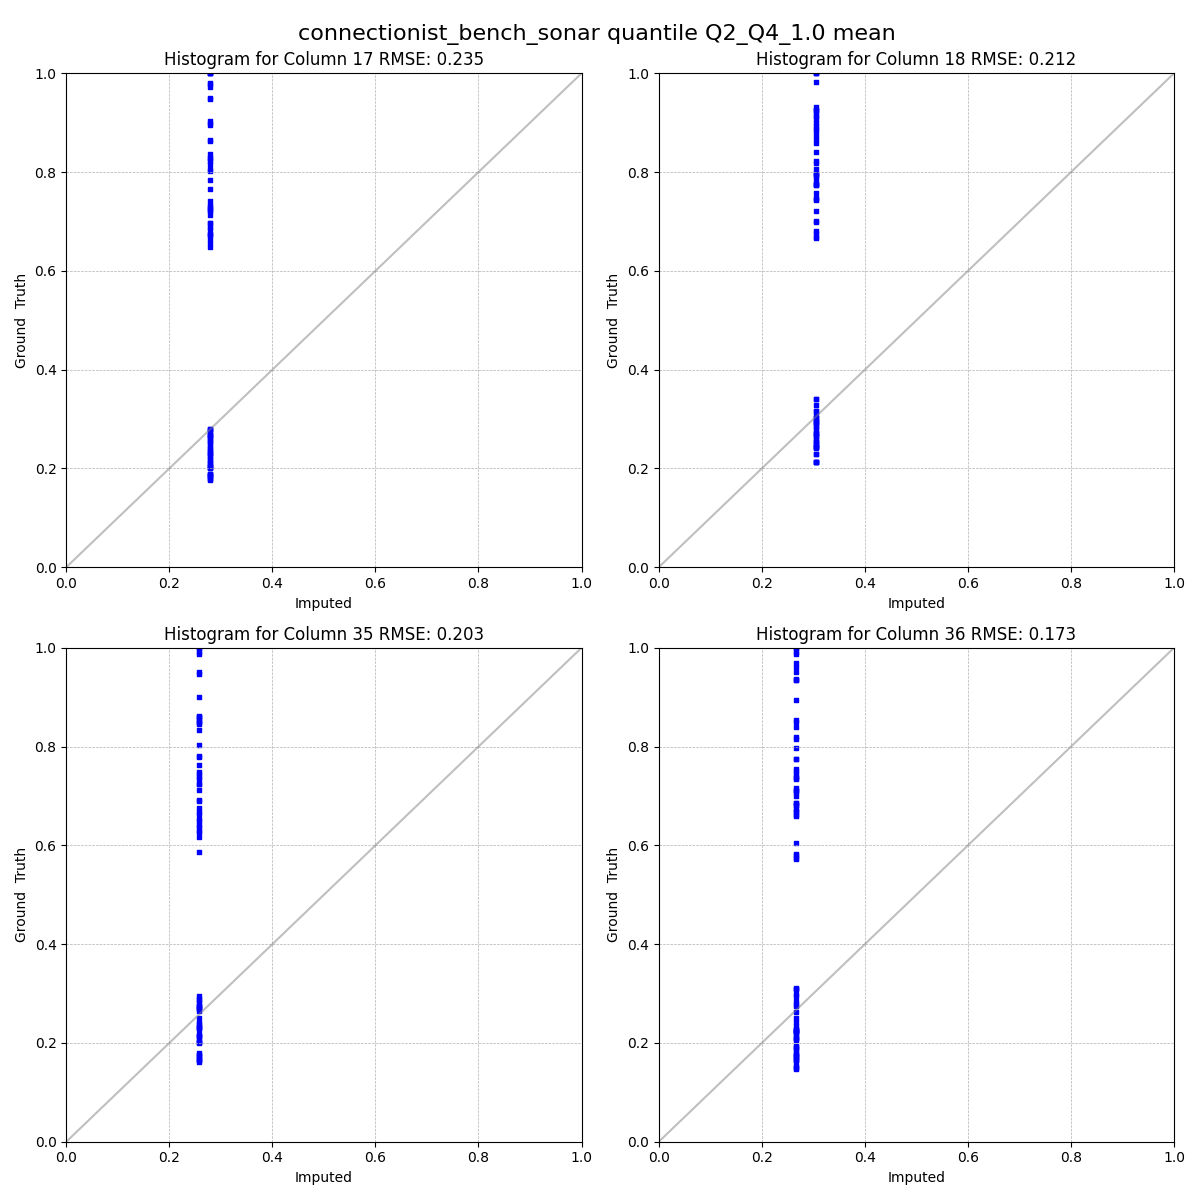 connectionist_bench_sonar quantile Q2_Q4_1.0 mean
Histogram for Column 17 RMSE: 0.235
1.0
0.8
0.6
0.4
0.2
0.0
Ground Truth
0.0 0.2 0.4 0.6 0.8 1.0
Imputed
Histogram for Column 18 RMSE: 0.212
1.0
0.8
0.6
0.4
0.2
0.0
Ground Truth
0.0 0.2 0.4 0.6 0.8 1.0
Imputed
Histogram for Column 35 RMSE: 0.203
1.0
0.8
0.6
0.4
0.2
0.0
Ground Truth
0.0 0.2 0.4 0.6 0.8 1.0
Imputed
Histogram for Column 36 RMSE: 0.173
1.0
0.8
0.6
0.4
0.2
0.0
Ground Truth
0.0 0.2 0.4 0.6 0.8 1.0
Imputed